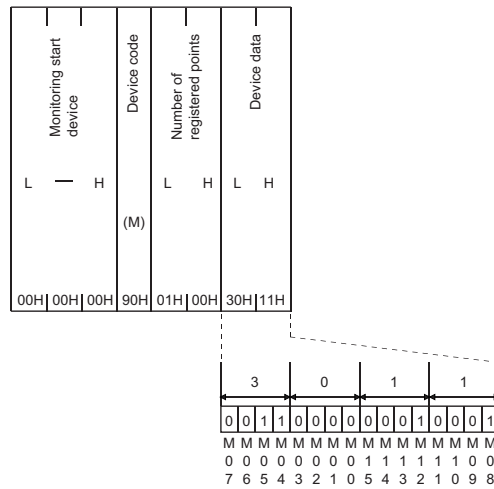 Monitoring start
device
Device code
Number of
registered points
Device data
L — H
L H
L H
(M)
00H 00H 00H 90H 01H 00H 30H 11H
3 0 1 1
0 0 1 1 0 0 0 0 0 0 0 1 0 0 0 1
M M M M M M M M M M M M M M M M
0 0 0 0 0 0 0 0 1 1 1 1 1 1 0 0
7 6 5 4 3 2 1 0 5 4 3 2 1 0 9 8